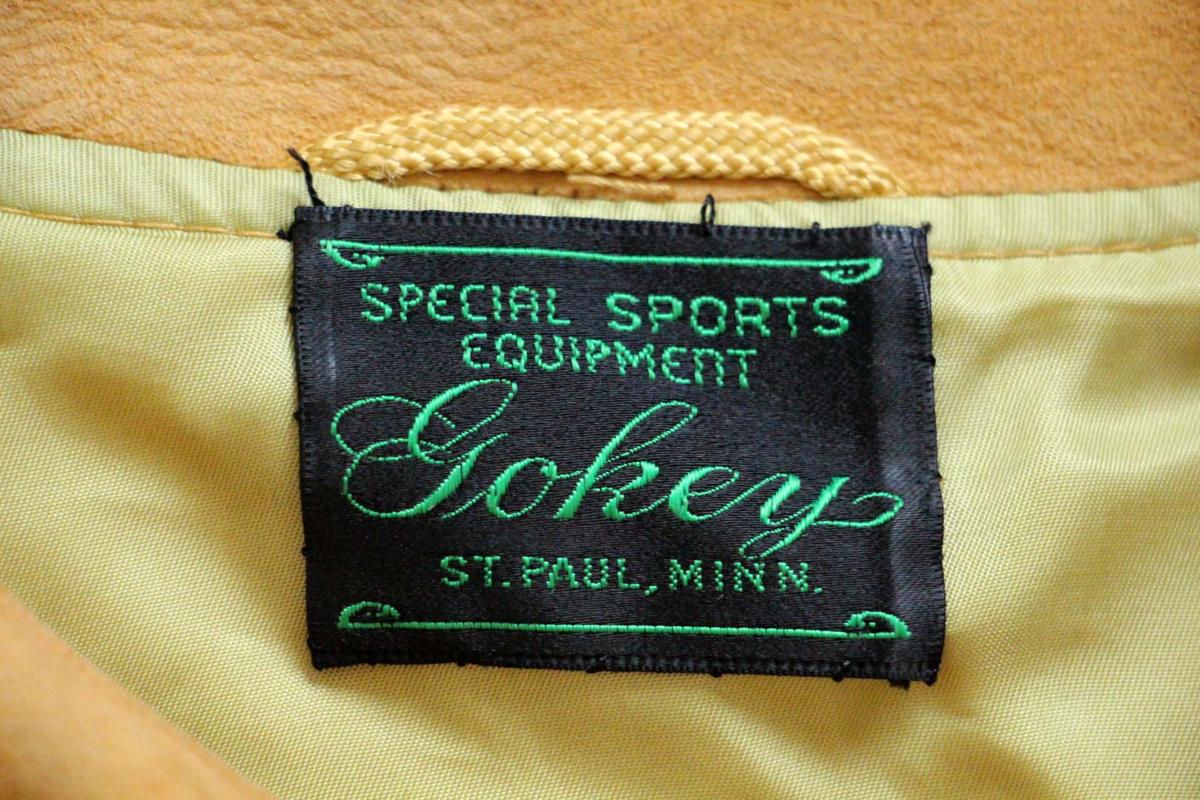 SPECIAL SPORTS
EQUIPMENT
Gokey
ST. PAUL, MINN.